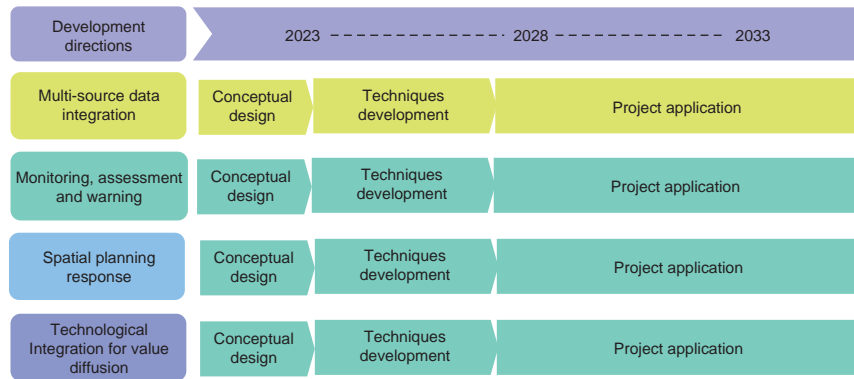 Development
directions
2023
2028
2033
Multi-source data
integration
Conceptual
design
Techniques
development
Project application
Monitoring, assessment
and warning
Conceptual
design
Techniques
development
Project application
Spatial planning
response
Conceptual
design
Techniques
development
Project application
Technological
Integration for value
diffusion
Conceptual
design
Techniques
development
Project application